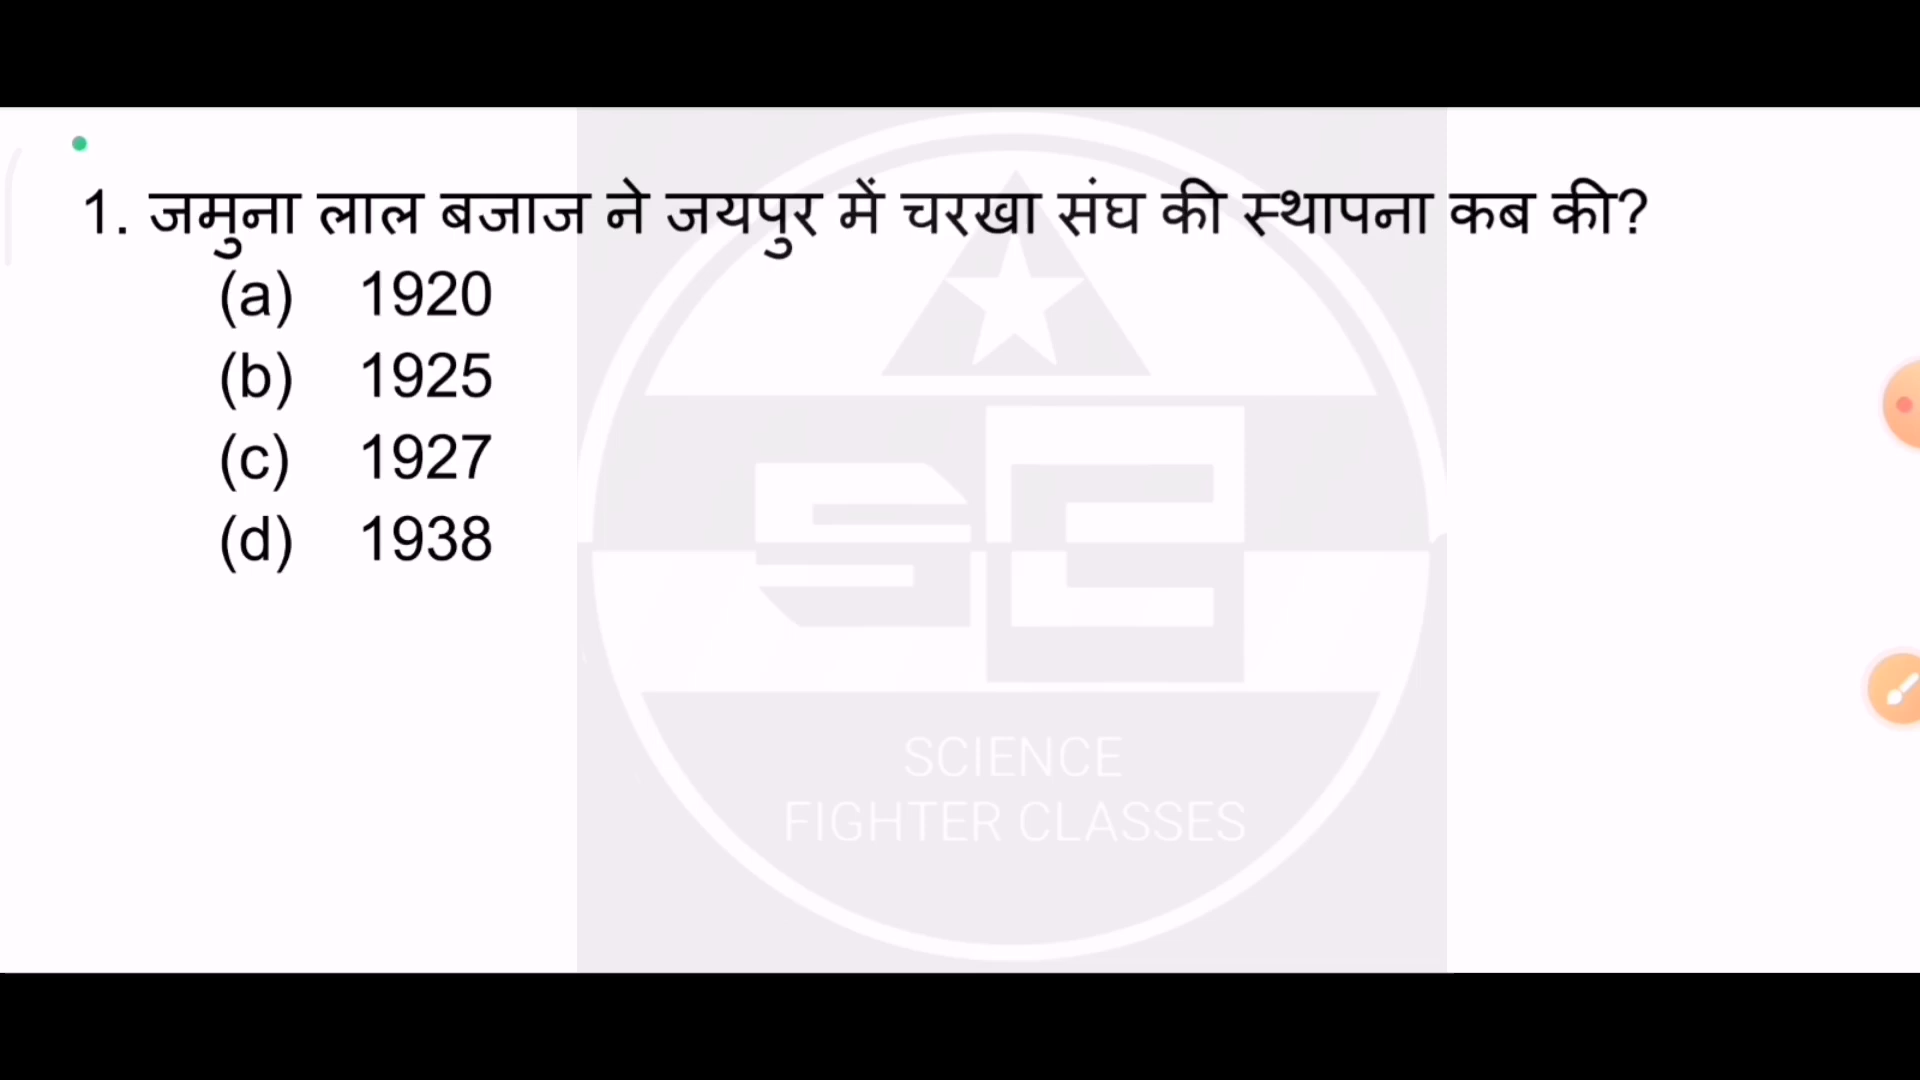 1. जमुना लाल बजाज ने जयपुर में चरखा संघ की स्थापना कब की?
(a) 1920
(b) 1925
(c) 1927
(d) 1938
SCIENCE
FIGHTER CLASSES